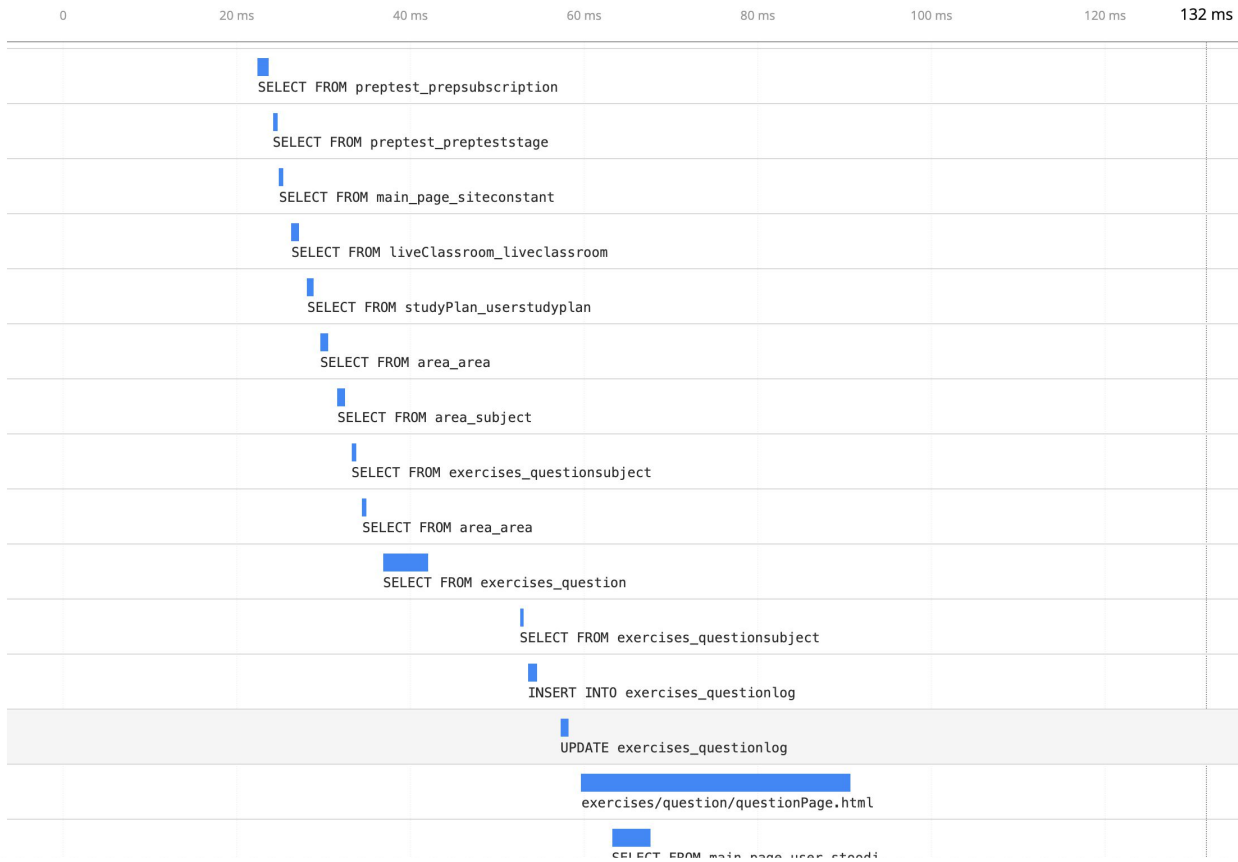 0 20 ms 40 ms 60 ms 80 ms 100 ms 120 ms 132 ms
SELECT FROM preptest_prepsubscription
SELECT FROM preptest_prepteststage
SELECT FROM main_page_siteconstant
SELECT FROM liveClassroom_liveclassroom
SELECT FROM studyPlan_userstudyplan
SELECT FROM area_area
SELECT FROM area_subject
SELECT FROM exercises_questionsubject
SELECT FROM area_area
SELECT FROM exercises_question
SELECT FROM exercises_questionsubject
INSERT INTO exercises_questionlog
UPDATE exercises_questionlog
exercises/question/questionPage.html
SELECT FROM main_page_user_stoodi